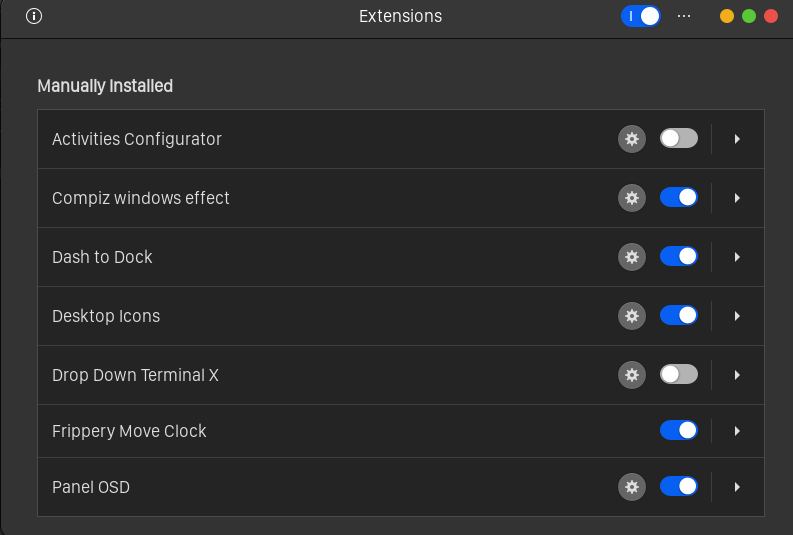 Extensions
Manually Installed
Activities Configurator
Compiz windows effect
Dash to Dock
Desktop Icons
Drop Down Terminal X
Frippery Move Clock
Panel OSD